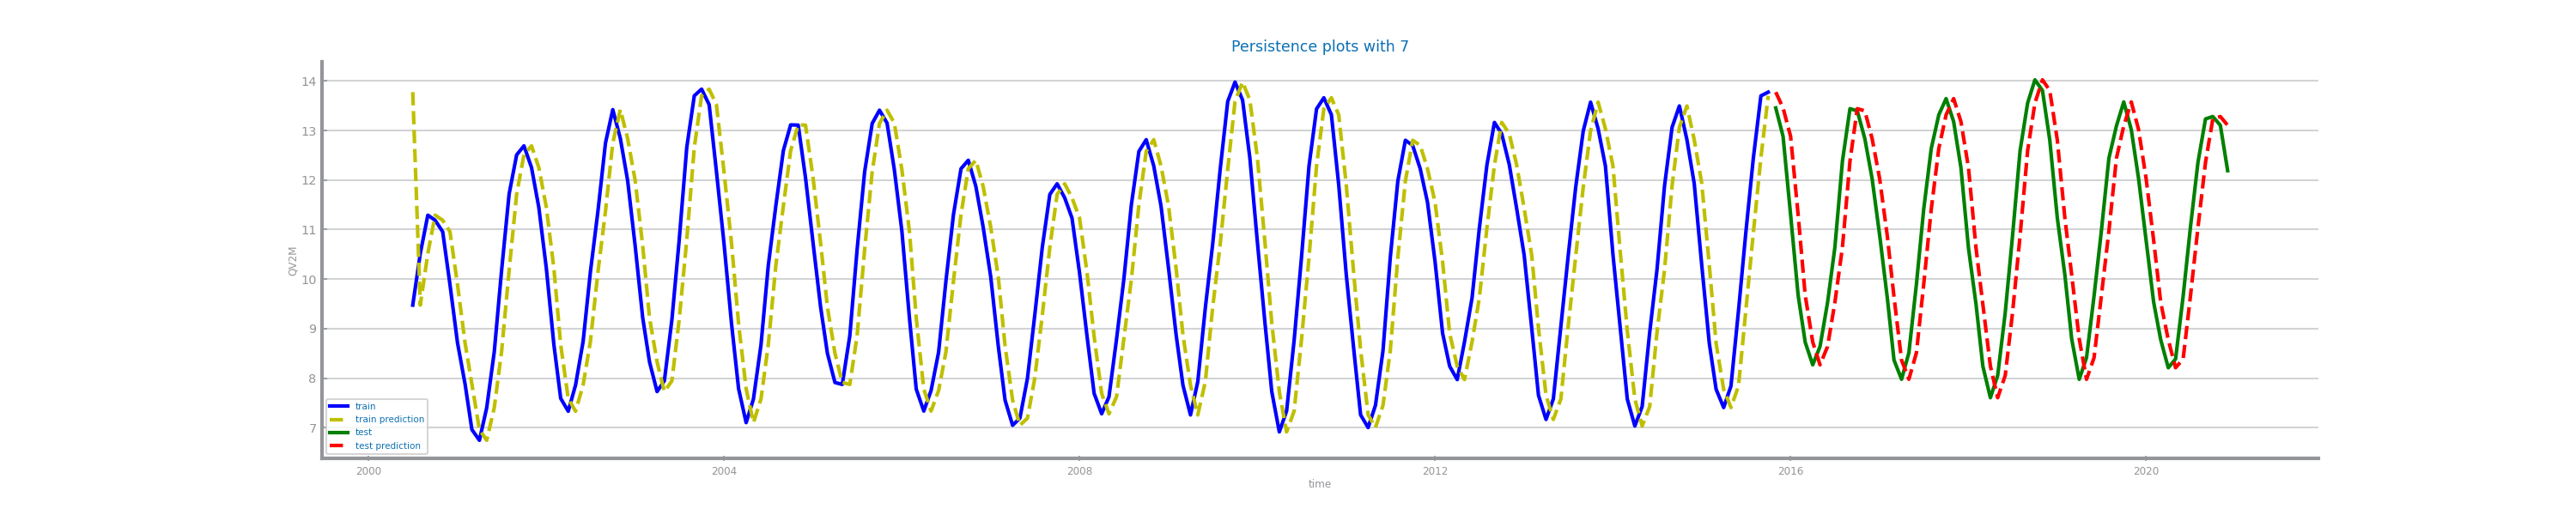 Persistence plots with 7
14
13
12
11
10
9
8
7
QV2M
train
train prediction
test
test prediction
2000
2004
2008
2012
2016
2020
time